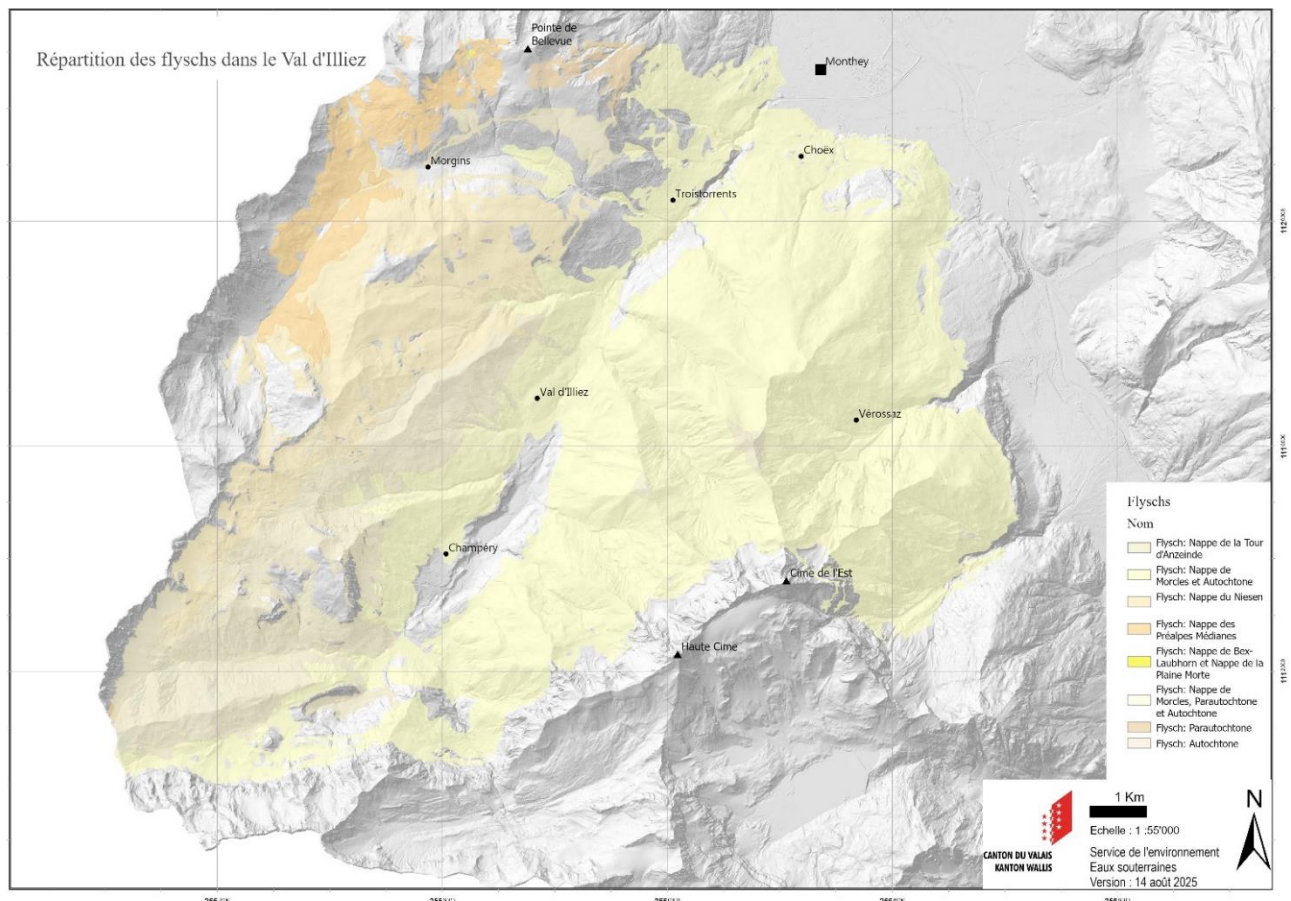 Répartition des flyschs dans le Val d'Illiez
Pointe de
Bellevue
Monthey
Choëx
Morgins
Troistorrents
Val d'Illiez
Vérossaz
Champéry
Cime de l'Est
Haute Cime
Flyschs
Nom
Flysch: Nappe de la Tour
d'Anzeinde
Flysch: Nappe de
Morcles et Autochtone
Flysch: Nappe du Niesen
Flysch: Nappe des
Préalpes Médianes
Flysch: Nappe de Bex-
Laubhorn et Nappe de la
Plaine Morte
Flysch: Nappe de
Morcles, Parautochtone
et Autochtone
Flysch: Parautochtone
Flysch: Autochtone
1 Km
N
Echelle : 1 :55'000
CANTON DU VALAIS
KANTON WALLIS
Service de l'environnement
Eaux souterraines
Version : 14 août 2025